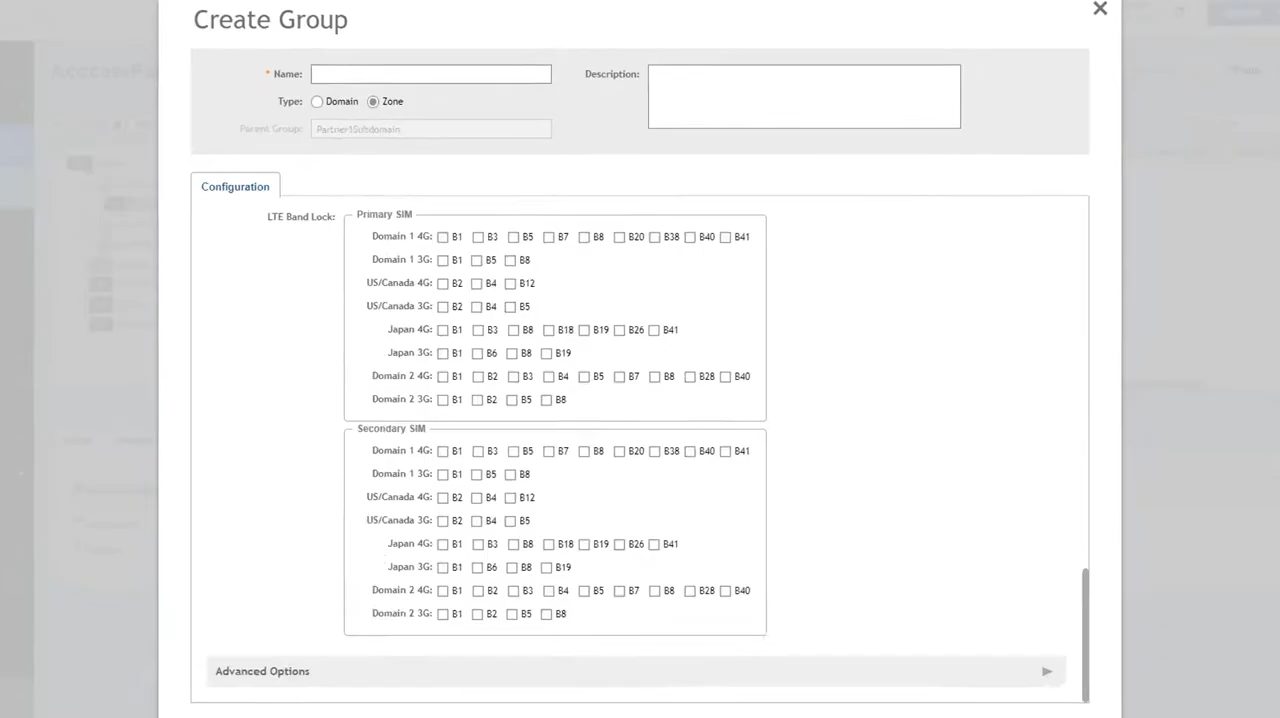 Create Group
* Name:
Description:
Type: Domain Zone
Parent Group: Partner1Subdomain
Configuration
LTE Band Lock:
Primary SIM
Domain 1 4G: B1 B3 B5 B7 B8 B20 B38 B40 B41
Domain 1 3G: B1 B5 B8
US/Canada 4G: B2 B4 B12
US/Canada 3G: B2 B4 B5
Japan 4G: B1 B3 B8 B18 B19 B26 B41
Japan 3G: B1 B6 B8 B19
Domain 2 4G: B1 B2 B3 B4 B5 B7 B8 B28 B40
Domain 2 3G: B1 B2 B5 B8
Secondary SIM
Domain 1 4G: B1 B3 B5 B7 B8 B20 B38 B40 B41
Domain 1 3G: B1 B5 B8
US/Canada 4G: B2 B4 B12
US/Canada 3G: B2 B4 B5
Japan 4G: B1 B3 B8 B18 B19 B26 B41
Japan 3G: B1 B6 B8 B19
Domain 2 4G: B1 B2 B3 B4 B5 B7 B8 B28 B40
Domain 2 3G: B1 B2 B5 B8
Advanced Options